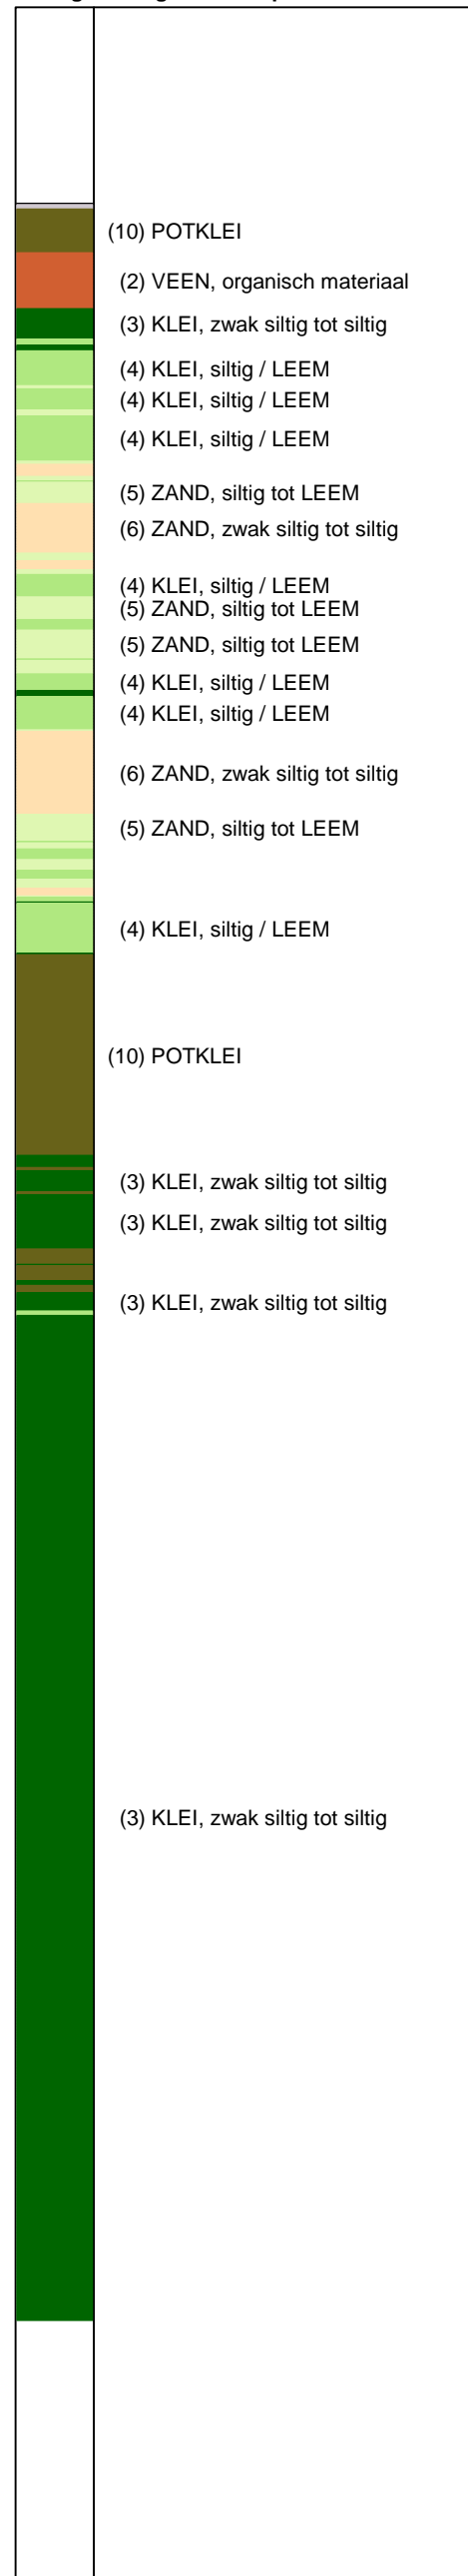 (10) POTKLEI
(2) VEEN, organisch materiaal
(3) KLEI, zwak siltig tot siltig
(4) KLEI, siltig / LEEM
(4) KLEI, siltig / LEEM
(4) KLEI, siltig / LEEM
(5) ZAND, siltig tot LEEM
(6) ZAND, zwak siltig tot siltig
(4) KLEI, siltig / LEEM
(5) ZAND, siltig tot LEEM
(5) ZAND, siltig tot LEEM
(4) KLEI, siltig / LEEM
(4) KLEI, siltig / LEEM
(6) ZAND, zwak siltig tot siltig
(5) ZAND, siltig tot LEEM
(4) KLEI, siltig / LEEM
(10) POTKLEI
(3) KLEI, zwak siltig tot siltig
(3) KLEI, zwak siltig tot siltig
(3) KLEI, zwak siltig tot siltig
(3) KLEI, zwak siltig tot siltig